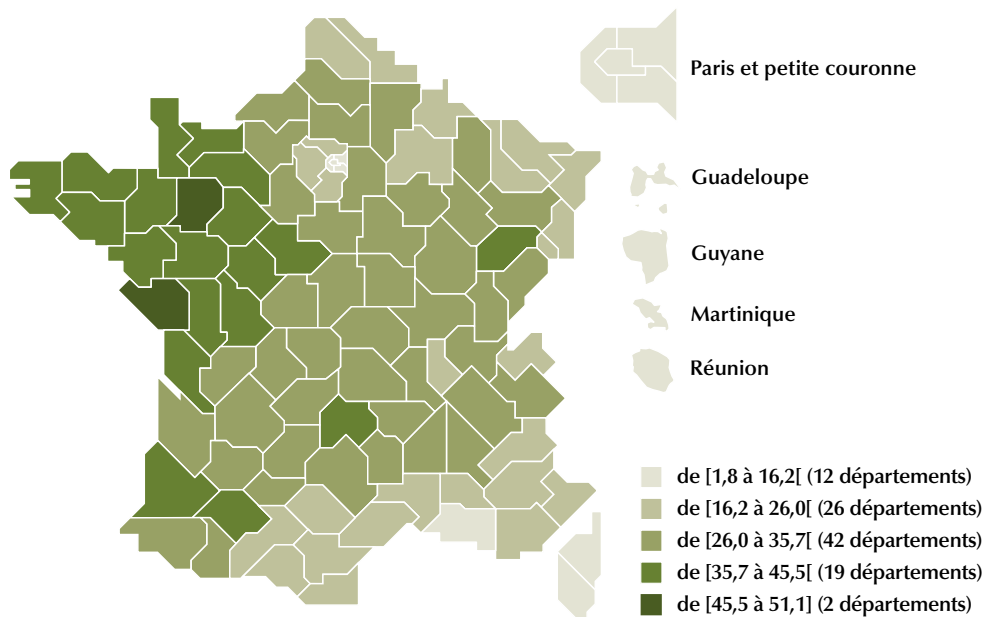 Paris et petite couronne
Guadeloupe
Guyane
Martinique
Réunion
de [1,8 à 16,2[ (12 départements)
de [16,2 à 26,0[ (26 départements)
de [26,0 à 35,7[ (42 départements)
de [35,7 à 45,5[ (19 départements)
de [45,5 à 51,1] (2 départements)